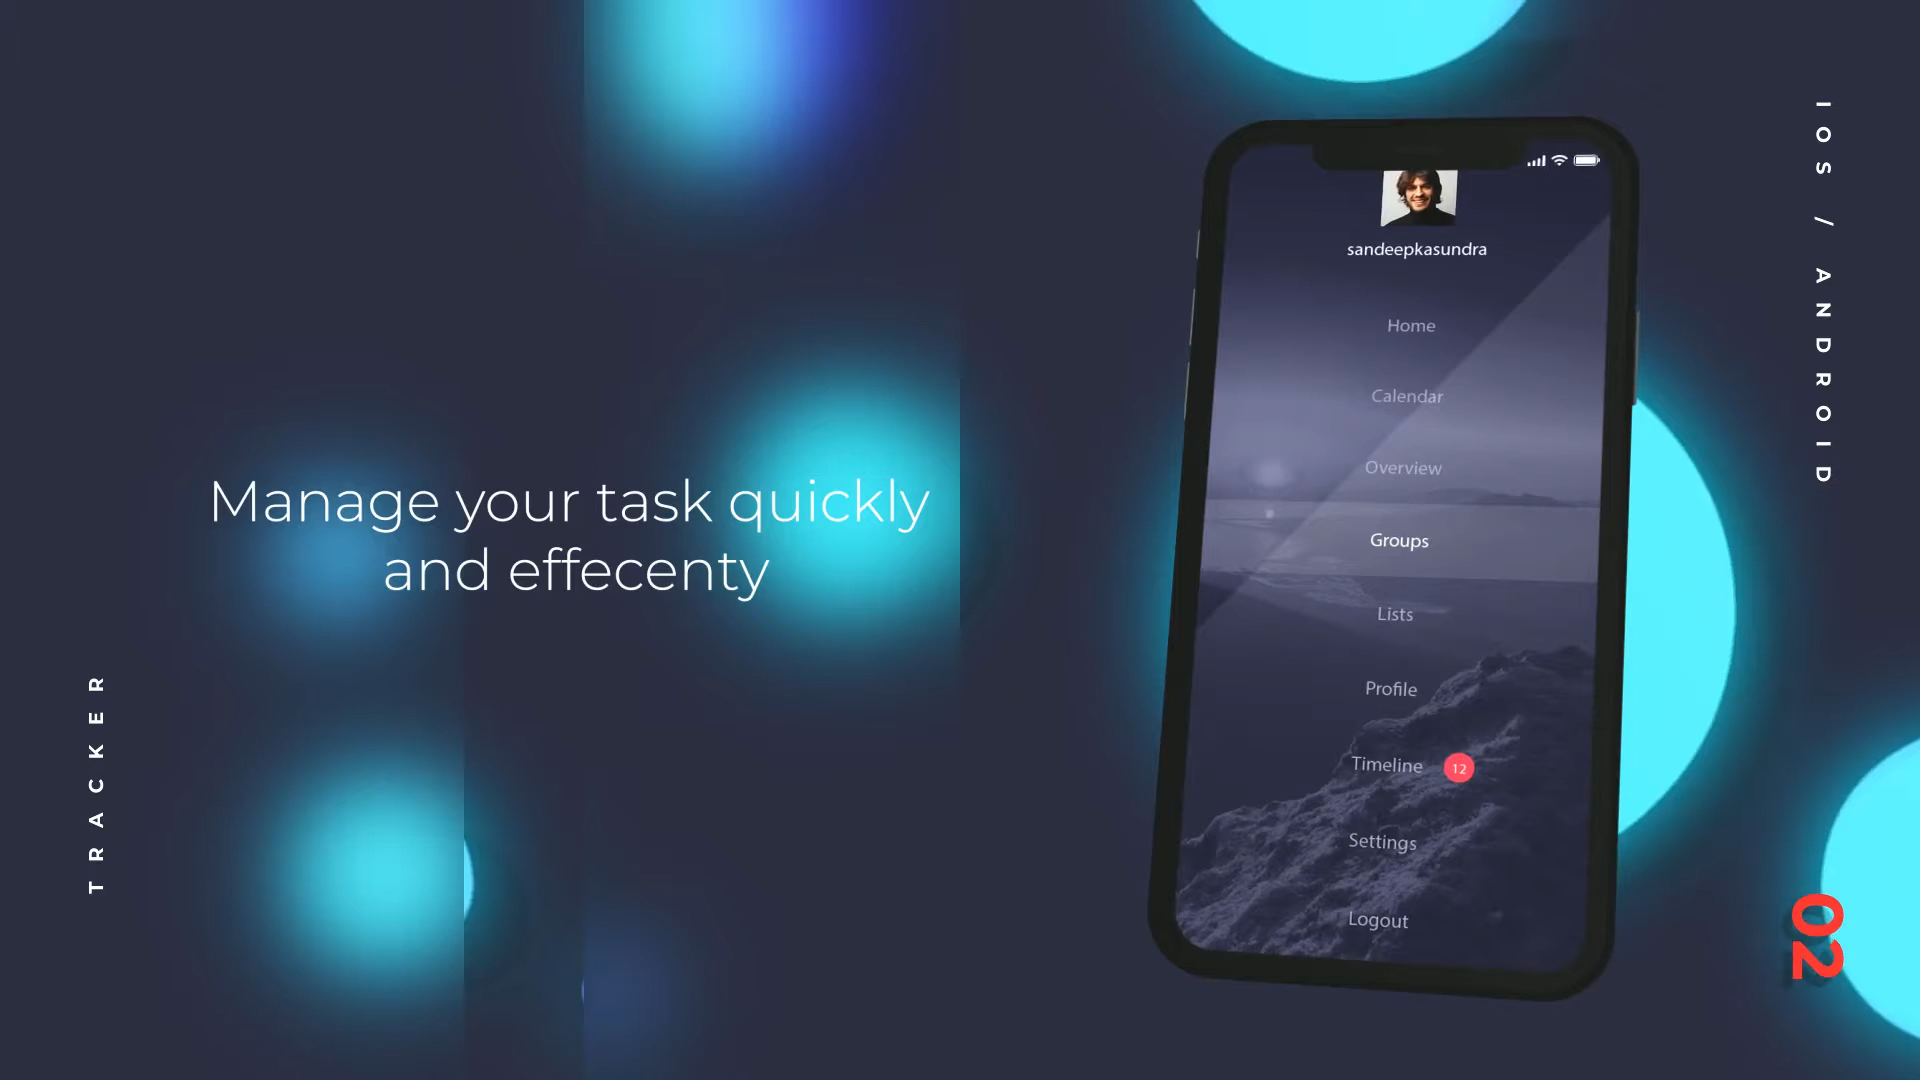 Manage your task quickly
and effecenty
TRACKER
sandeepkasundra
Home
Calendar
Overview
Groups
Lists
Profile
Timeline 12
Settings
Logout
IOS / ANDROID
02